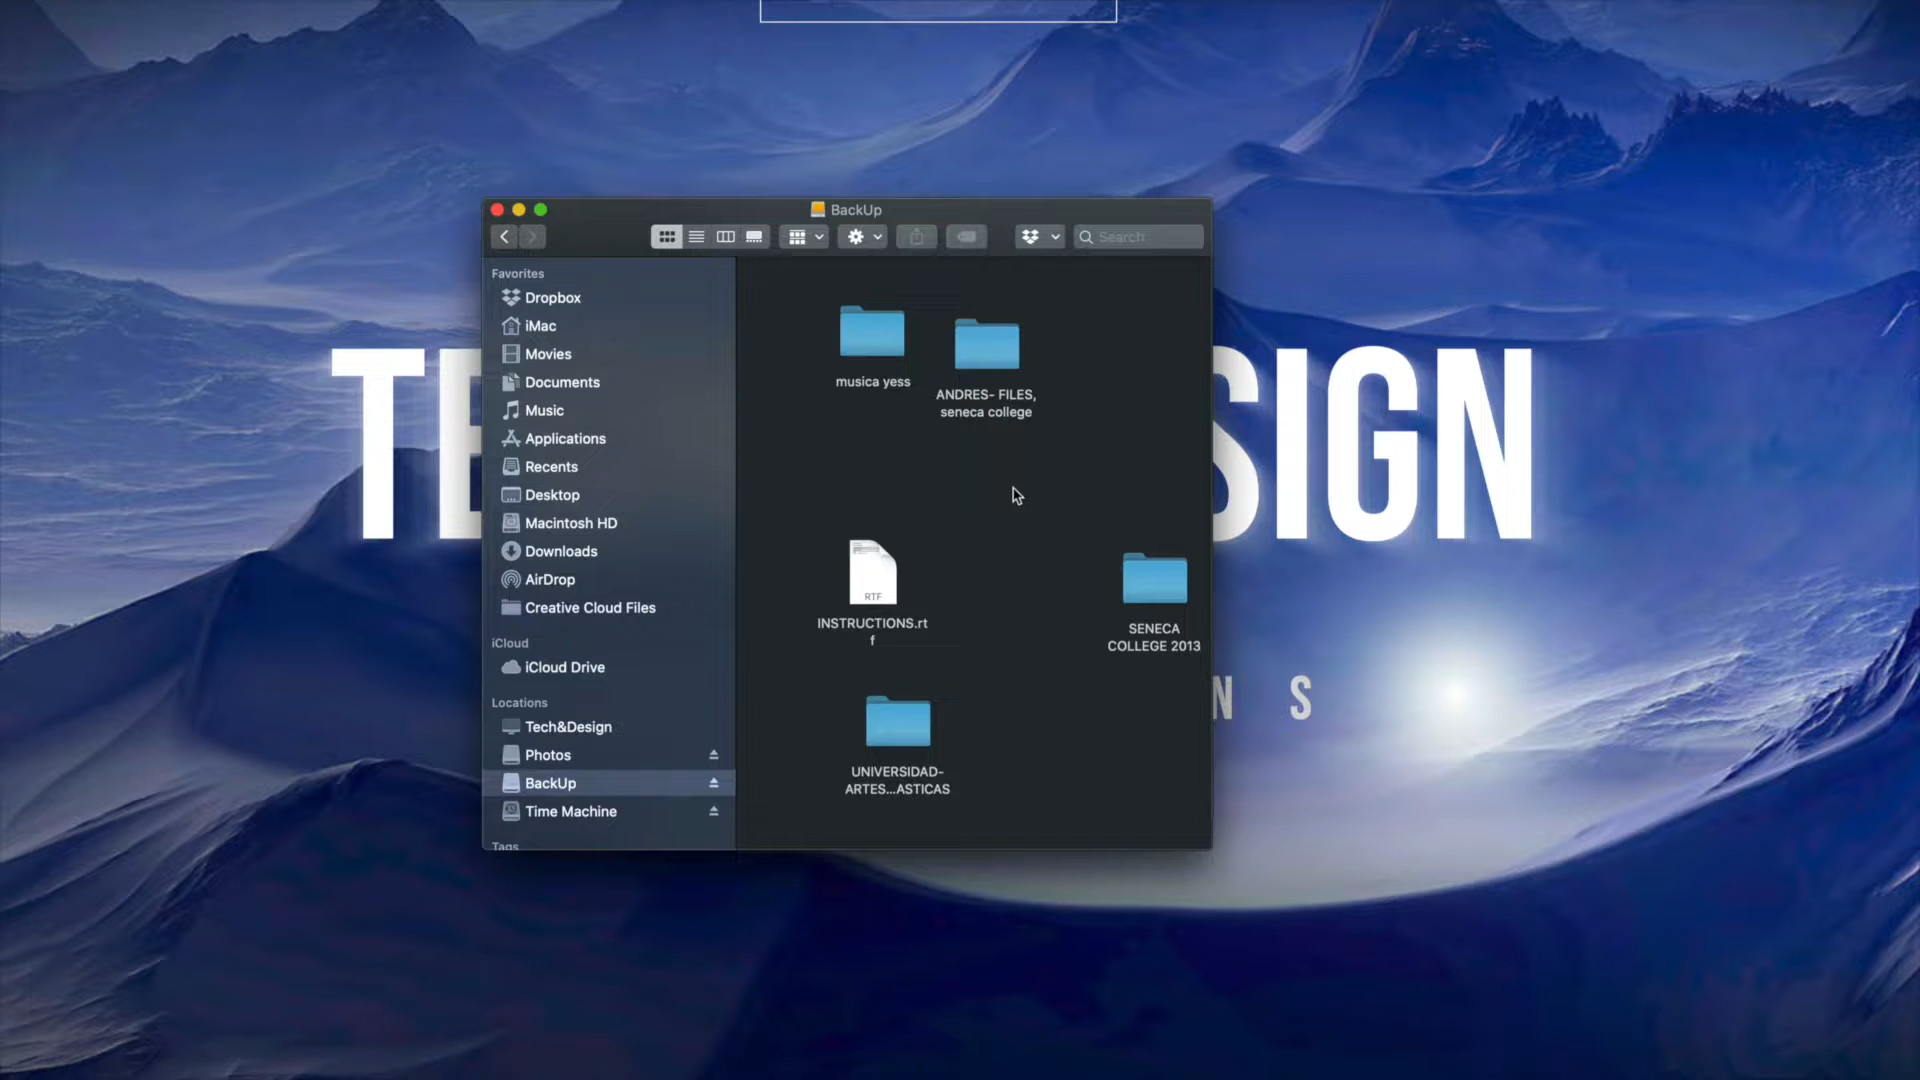 BackUp
Search
Favorites
Dropbox
iMac
Movies
Documents
Music
Applications
Recents
Desktop
Macintosh HD
Downloads
AirDrop
Creative Cloud Files
iCloud
iCloud Drive
Locations
Tech&Design
Photos
BackUp
Time Machine
Tags
musica yess
ANDRES- FILES,
seneca college
RTF
INSTRUCTIONS.rt
f
SENECA
COLLEGE 2013
UNIVERSIDAD-
ARTES...ASTICAS
TE SIGN
N S